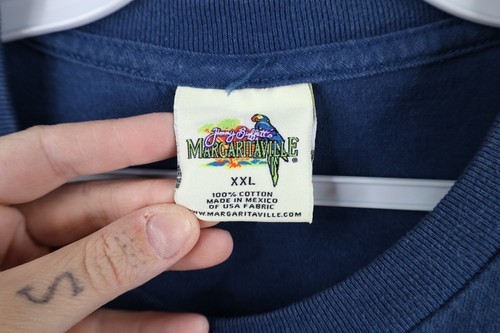 Jimmy Buffett's
MARGARITAVILLE®
XXL
100% COTTON
MADE IN MEXICO
OF USA FABRIC
WWW.MARGARITAVILLE.COM
S